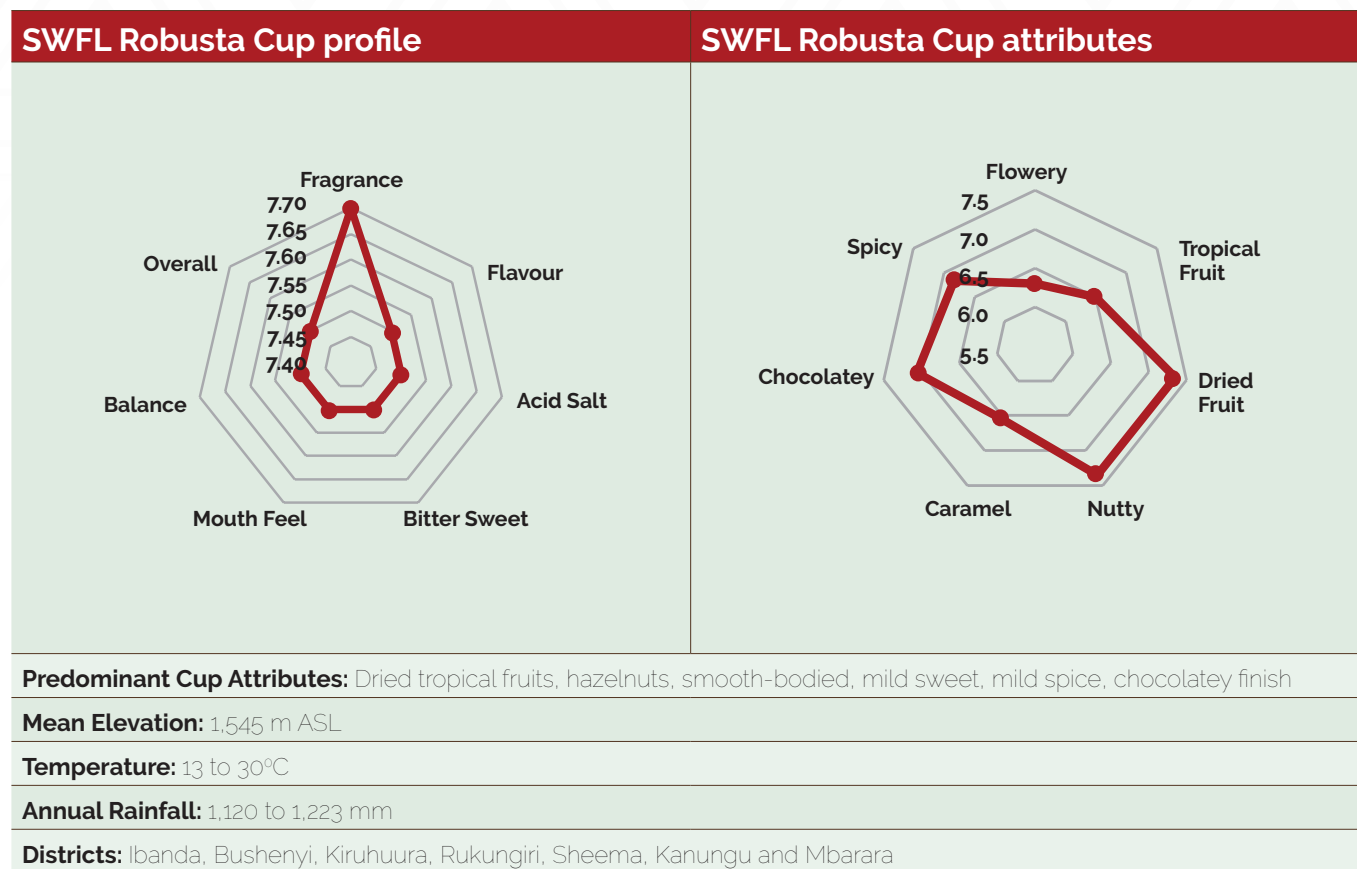 SWFL Robusta Cup profile
SWFL Robusta Cup attributes
Fragrance
7.70
7.65
7.60
7.55
7.50
7.45
7.40
Flavour
Acid Salt
Bitter Sweet
Mouth Feel
Balance
Overall
Flowery
7.5
7.0
6.5
6.0
5.5
Tropical
Fruit
Dried
Fruit
Nutty
Caramel
Chocolatey
Spicy
Predominant Cup Attributes: Dried tropical fruits, hazelnuts, smooth-bodied, mild sweet, mild spice, chocolatey finish
Mean Elevation: 1,545 m ASL
Temperature: 13 to 30⁰C
Annual Rainfall: 1,120 to 1,223 mm
Districts: Ibanda, Bushenyi, Kiruhuura, Rukungiri, Sheema, Kanungu and Mbarara